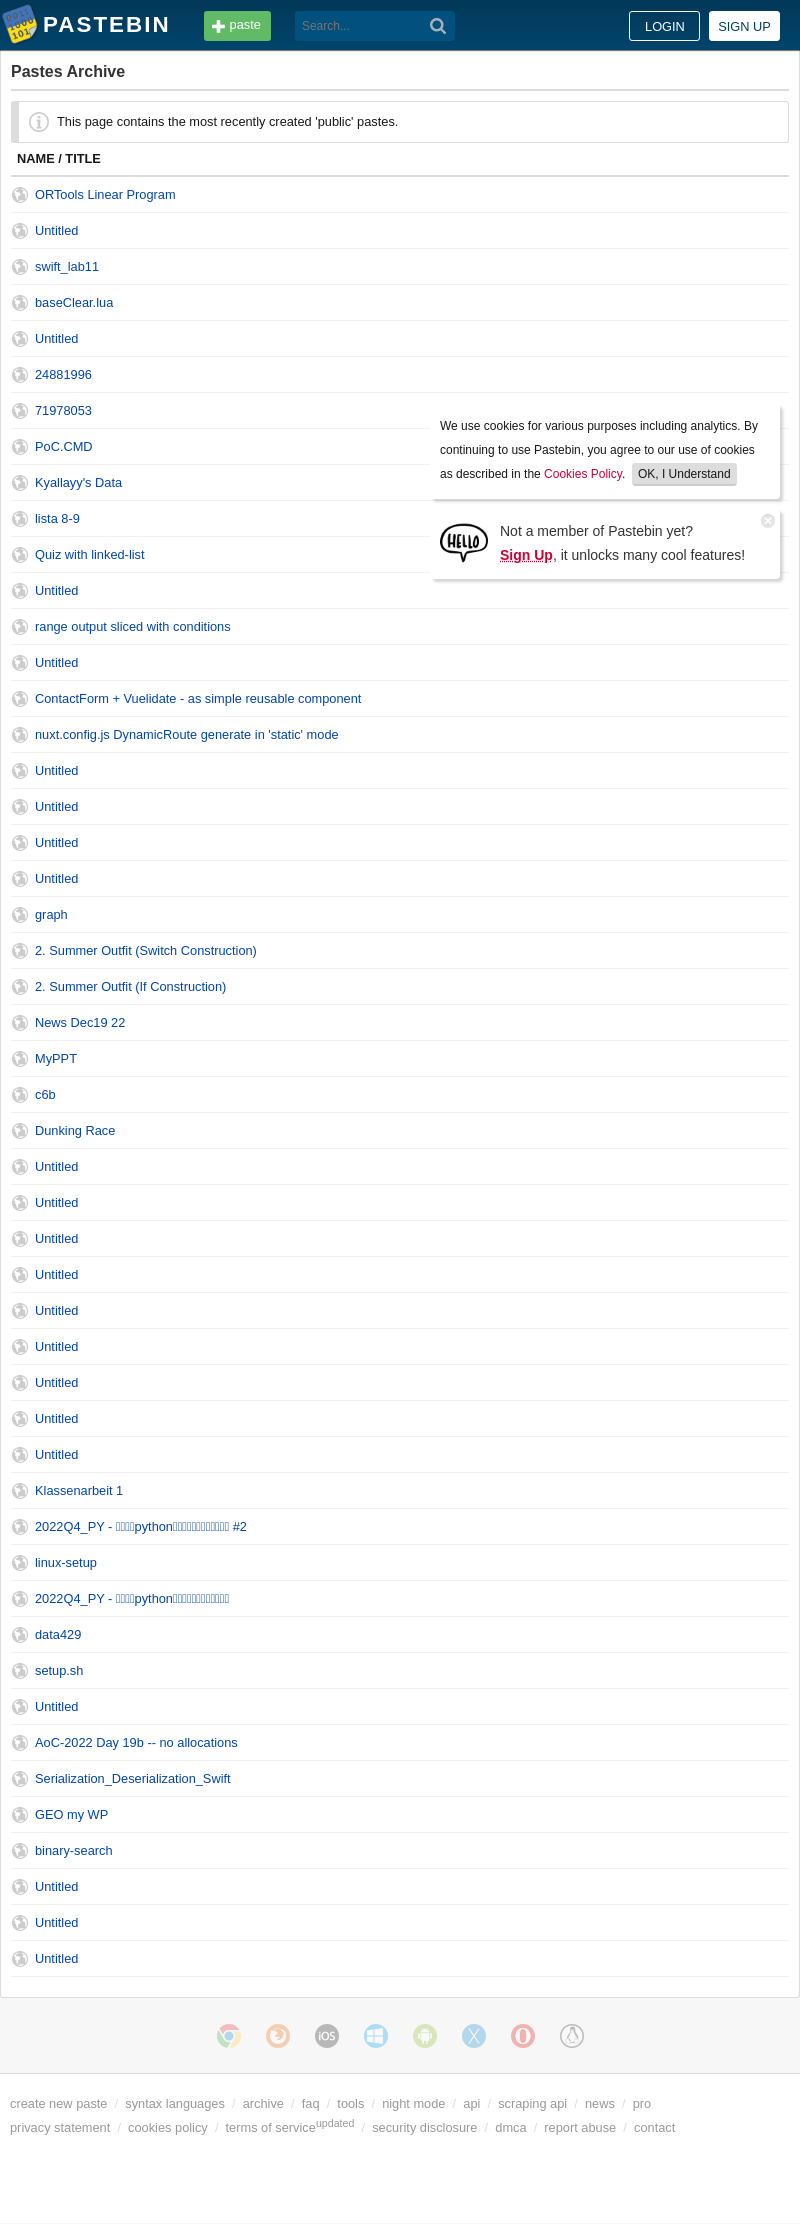 PASTEBIN
paste
Search...
LOGIN
SIGN UP
Pastes Archive
This page contains the most recently created 'public' pastes.
NAME / TITLE
ORTools Linear Program
Untitled
swift_lab11
baseClear.lua
Untitled
24881996
71978053
PoC.CMD
Kyallayy's Data
lista 8-9
Quiz with linked-list
We use cookies for various purposes including analytics. By
continuing to use Pastebin, you agree to our use of cookies
as described in the Cookies Policy. OK, I Understand
HELLO
Not a member of Pastebin yet?
Sign Up, it unlocks many cool features!
Untitled
range output sliced with conditions
Untitled
ContactForm + Vuelidate - as simple reusable component
nuxt.config.js DynamicRoute generate in 'static' mode
Untitled
Untitled
Untitled
Untitled
graph
2. Summer Outfit (Switch Construction)
2. Summer Outfit (If Construction)
News Dec19 22
MyPPT
c6b
Dunking Race
Untitled
Untitled
Untitled
Untitled
Untitled
Untitled
Untitled
Untitled
Untitled
Klassenarbeit 1
2022Q4_PY - python #2
linux-setup
2022Q4_PY - python
data429
setup.sh
Untitled
AoC-2022 Day 19b -- no allocations
Serialization_Deserialization_Swift
GEO my WP
binary-search
Untitled
Untitled
Untitled
iOS
create new paste / syntax languages / archive / faq / tools / night mode / api / scraping api / news / pro
privacy statement / cookies policy / terms of serviceupdated / security disclosure / dmca / report abuse / contact